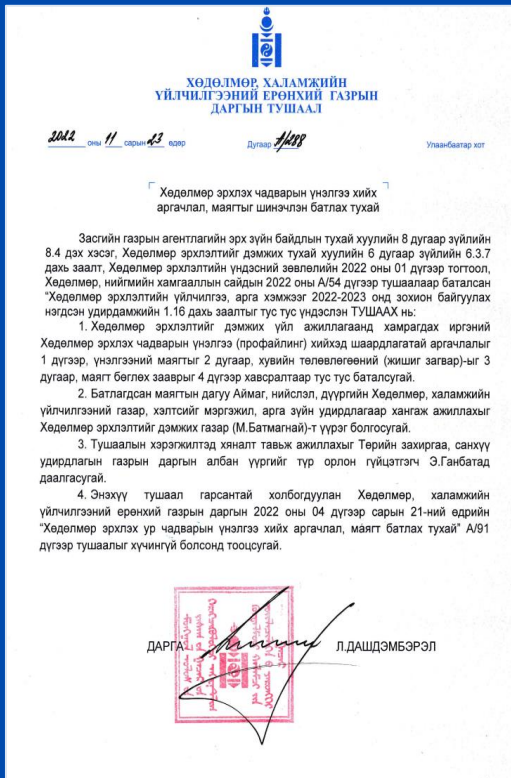 ХӨДӨЛМӨР, ХАЛАМЖИЙН
ҮЙЛЧИЛГЭЭНИЙ ЕРӨНХИЙ ГАЗРЫН
ДАРГЫН ТУШААЛ
2022 оны 11 сарын 23 өдөр Дугаар А/288 Улаанбаатар хот
Хөдөлмөр эрхлэх чадварын үнэлгээ хийх
аргачлал, маягтыг шинэчлэн батлах тухай
Засгийн газрын агентлагийн эрх зүйн байдлын тухай хуулийн 8 дугаар зүйлийн
8.4 дэх хэсэг, Хөдөлмөр эрхлэлтийг дэмжих тухай хуулийн 6 дугаар зүйлийн 6.3.7
дахь заалт, Хөдөлмөр эрхлэлтийн үндэсний зөвлөлийн 2022 оны 01 дүгээр тогтоол,
Хөдөлмөр, нийгмийн хамгааллын сайдын 2022 оны А/54 дүгээр тушаалаар баталсан
“Хөдөлмөр эрхлэлтийн үйлчилгээ, арга хэмжээг 2022-2023 онд зохион байгуулах
нэгдсэн удирдамжийн 1.16 дахь заалтыг тус тус үндэслэн ТУШААХ нь:
1. Хөдөлмөр эрхлэлтийг дэмжих үйл ажиллагаанд хамрагдах иргэний
Хөдөлмөр эрхлэх чадварын үнэлгээ (профайлинг) хийхэд шаардлагатай аргачлалыг
1 дүгээр, үнэлгээний маягтыг 2 дугаар, хувийн төлөвлөгөөний (жишиг загвар)-ыг 3
дугаар, маягт бөглөх зааврыг 4 дүгээр хавсралтаар тус тус баталсугай.
2. Батлагдсан маягтын дагуу Аймаг, нийслэл, дүүргийн Хөдөлмөр, халамжийн
үйлчилгээний газар, хэлтсийг мэргэжил, арга зүйн удирдлагаар хангаж ажиллахыг
Хөдөлмөр эрхлэлтийг дэмжих газар (М.Батмагнай)-т үүрэг болгосугай.
3. Тушаалын хэрэгжилтэд хяналт тавьж ажиллахыг Төрийн захиргаа, санхүү
удирдлагын газрын даргын албан үүргийг түр орлон гүйцэтгэгч Э.Ганбатад
даалгасугай.
4. Энэхүү тушаал гарсантай холбогдуулан Хөдөлмөр, халамжийн
үйлчилгээний ерөнхий газрын даргын 2022 оны 04 дүгээр сарын 21-ний өдрийн
“Хөдөлмөр эрхлэх ур чадварын үнэлгээ хийх аргачлал, маягт батлах тухай” А/91
дүгээр тушаалыг хүчингүй болсонд тооцсугай.
ДАРГА Л.ДАШДЭМБЭРЭЛ